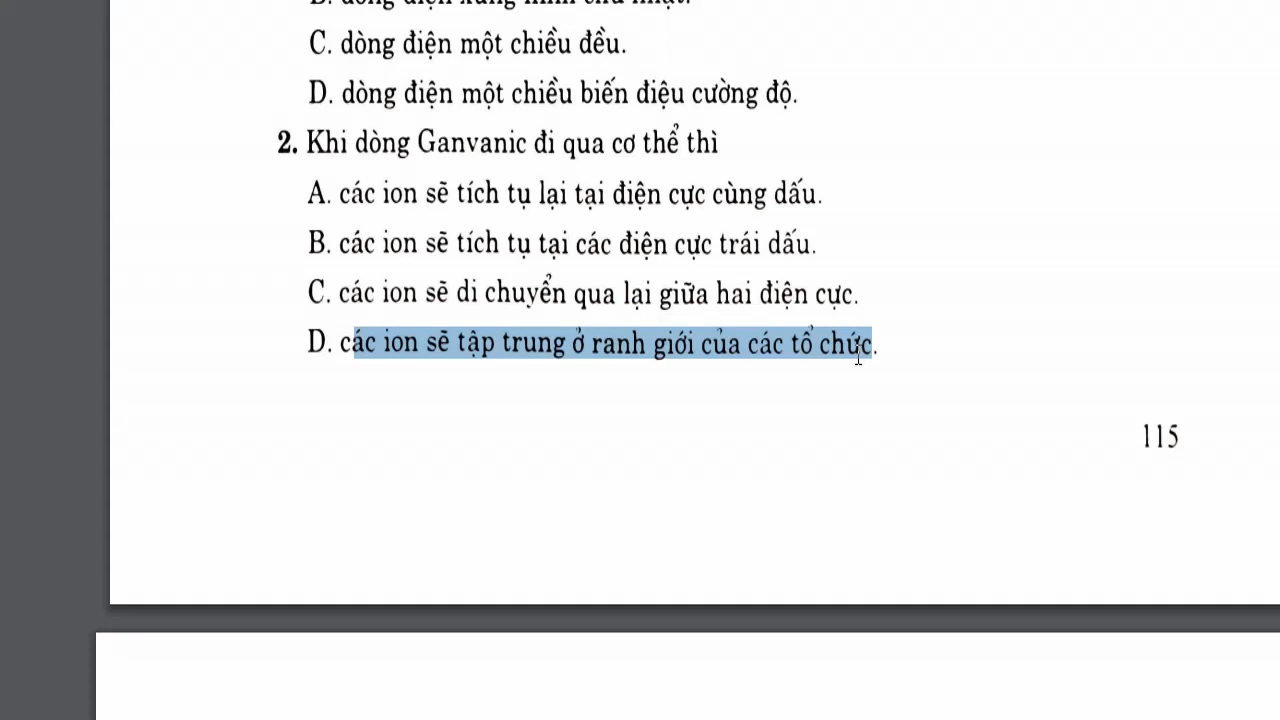 C. dòng điện một chiều đều.
D. dòng điện một chiều biến điệu cường độ.
2. Khi dòng Ganvanic đi qua cơ thể thì
A. các ion sẽ tích tụ lại tại điện cực cùng dấu.
B. các ion sẽ tích tụ tại các điện cực trái dấu.
C. các ion sẽ di chuyển qua lại giữa hai điện cực.
D. các ion sẽ tập trung ở ranh giới của các tổ chức.
115